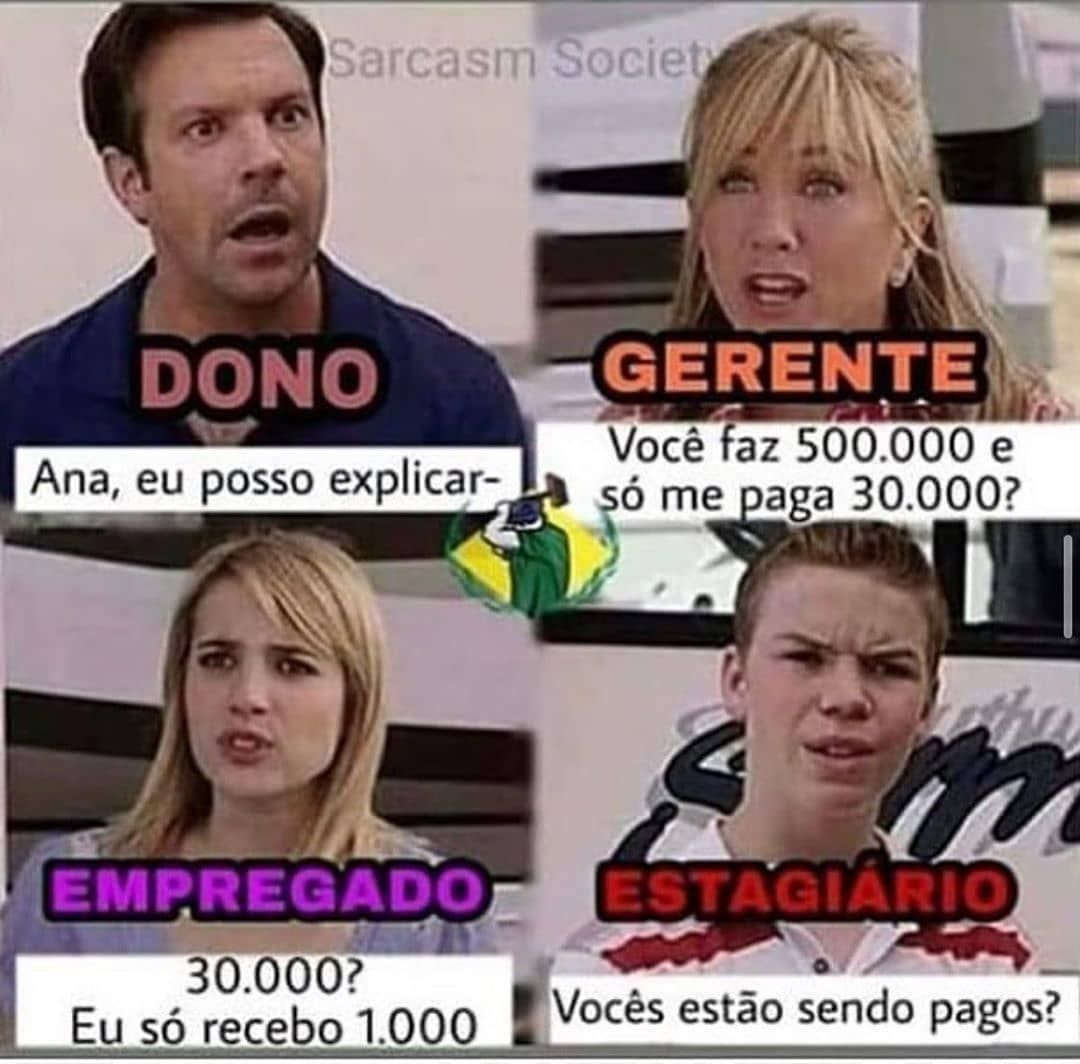 Sarcasm Society
DONO
Ana, eu posso explicar-
GERENTE
Você faz 500.000 e
só me paga 30.000?
EMPREGADO
30.000?
Eu só recebo 1.000
ESTAGIÁRIO
Vocês estão sendo pagos?